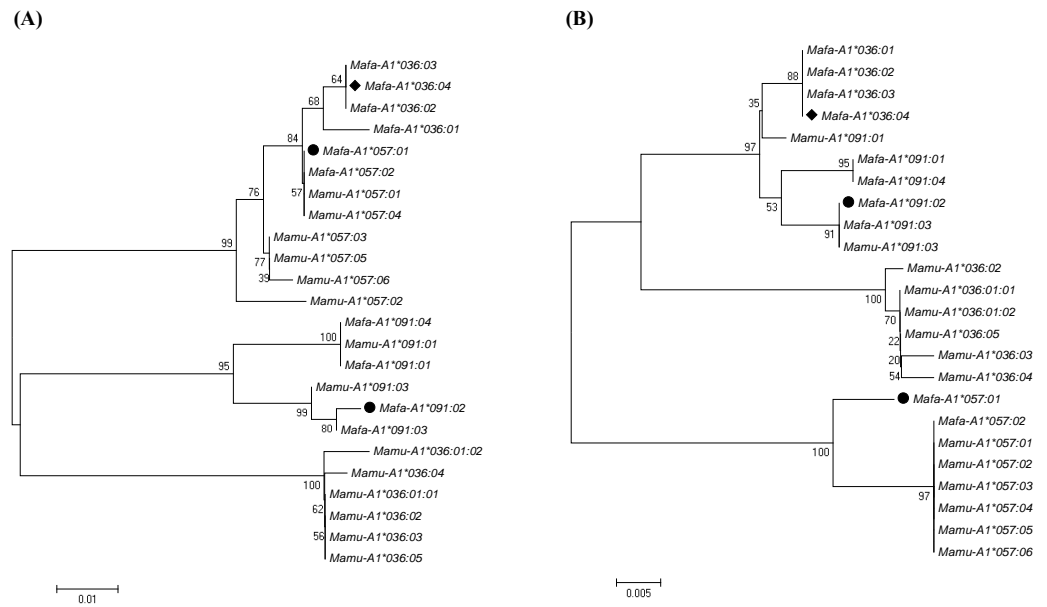 (A)
Mafa-A1*036:03
64
Mafa-A1*036:04
68
Mafa-A1*036:02
Mafa-A1*036:01
84
Mafa-A1*057:01
Mafa-A1*057:02
76
57
Mamu-A1*057:01
Mamu-A1*057:04
99
Mamu-A1*057:03
77
Mamu-A1*057:05
39
Mamu-A1*057:06
Mamu-A1*057:02
Mafa-A1*091:04
100
Mamu-A1*091:01
Mafa-A1*091:01
95
Mamu-A1*091:03
99
Mafa-A1*091:02
80
Mafa-A1*091:03
Mamu-A1*036:01:02
Mamu-A1*036:04
100
Mamu-A1*036:01:01
62
Mamu-A1*036:02
56
Mamu-A1*036:03
Mamu-A1*036:05
0.01
(B)
Mafa-A1*036:01
88
Mafa-A1*036:02
Mafa-A1*036:03
35
Mafa-A1*036:04
Mamu-A1*091:01
97
95
Mafa-A1*091:01
Mafa-A1*091:04
53
Mafa-A1*091:02
Mafa-A1*091:03
91
Mamu-A1*091:03
Mamu-A1*036:02
100
Mamu-A1*036:01:01
70
Mamu-A1*036:01:02
22
Mamu-A1*036:05
20
Mamu-A1*036:03
54
Mamu-A1*036:04
Mafa-A1*057:01
Mafa-A1*057:02
100
Mamu-A1*057:01
Mamu-A1*057:02
97
Mamu-A1*057:03
Mamu-A1*057:04
Mamu-A1*057:05
Mamu-A1*057:06
0.005